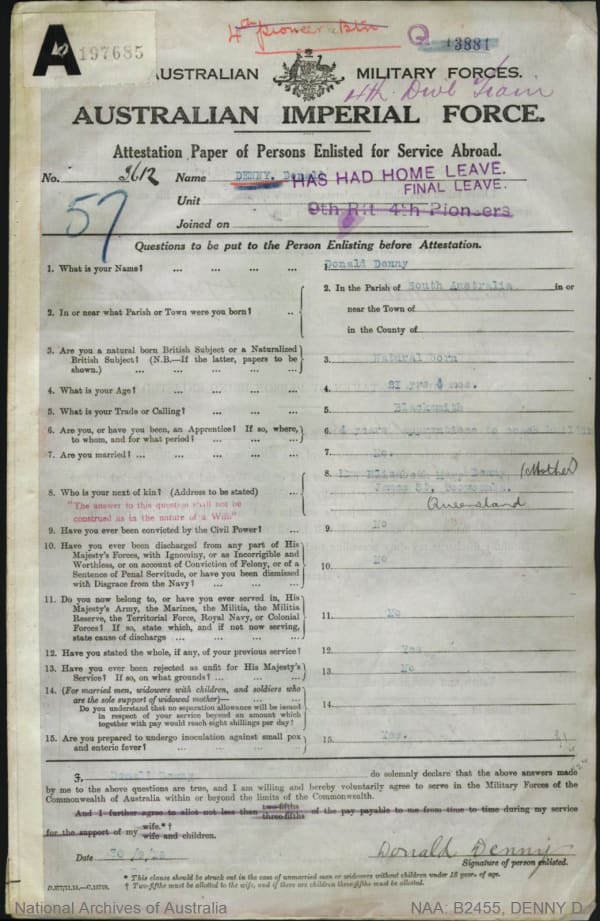 4th Pioneer Btn
Q 13881
A 197685
AUSTRALIAN MILITARY FORCES.
4th Divl Train
AUSTRALIAN IMPERIAL FORCE.
Attestation Paper of Persons Enlisted for Service Abroad.
No. 3612 Name DENNY, Donald
HAS HAD HOME LEAVE.
FINAL LEAVE.
57
Unit
Joined on 9th Rit 4th Pioners
Questions to be put to the Person Enlisting before Attestation.
1. What is your Name? ... ... ... ... 1. Donald Denny
2. In or near what Parish or Town were you born? ..
2. In the Parish of South Australia in or
near the Town of
in the County of
3. Are you a natural born British Subject or a Naturalized
British Subject? (N.B.—If the latter, papers to be
shown.) ... ... ... ... ...
3. Natural born
4. What is your Age? ... ... ... ... 4. 21 yrs mos.
5. What is your Trade or Calling? ... ... ... 5. Blacksmith
6. Are you, or have you been, an Apprentice? If so, where,
to whom, and for what period? ... ... ...
6. 4 years apprentice to coach
7. Are you married? ... ... ... ... 7. No.
8. Who is your next of kin? (Address to be stated) ...
"The answer to this question shall not be
construed as in the nature of a Will"
8. Elizabeth Mary Denny (Mother)
James St. Toowoomba
Queensland
9. Have you ever been convicted by the Civil Power? ... 9. No
10. Have you ever been discharged from any part of His
Majesty's Forces, with Ignominy, or as Incorrigible and
Worthless, or on account of Conviction of Felony, or of a
Sentence of Penal Servitude, or have you been dismissed
with Disgrace from the Navy? ... ... ...
10. No
11. Do you now belong to, or have you ever served in, His
Majesty's Army, the Marines, the Militia, the Militia
Reserve, the Territorial Force, Royal Navy, or Colonial
Forces? If so, state which, and if not now serving,
state cause of discharge ... ... ... ...
11. No
12. Have you stated the whole, if any, of your previous service? 12. Yes
13. Have you ever been rejected as unfit for His Majesty's
Service? If so, on what grounds? ... ... ...
13. No
14. (For married men, widowers with children, and soldiers who
are the sole support of widowed mother)—
Do you understand that no separation allowance will be issued
in respect of your service beyond an amount which
together with pay would reach eight shillings per day?
14.
15. Are you prepared to undergo inoculation against small pox
and enteric fever? ... ... ... ...
15. Yes.
I, Donald Denny do solemnly declare that the above answers made
by me to the above questions are true, and I am willing and hereby voluntarily agree to serve in the Military Forces of the
Commonwealth of Australia within or beyond the limits of the Commonwealth.
And I further agree to allot not less than two-fifths three-fifths of the pay payable to me from time to time during my service
for the support of my wife.*† wife and children.
Date
Donald Denny
Signature of person enlisted.
* This clause should be struck out in the case of unmarried men or widowers without children under 18 years of age.
† Two-fifths must be allotted to the wife, and if there are children three-fifths must be allotted.
National Archives of Australia
NAA: B2455, DENNY D